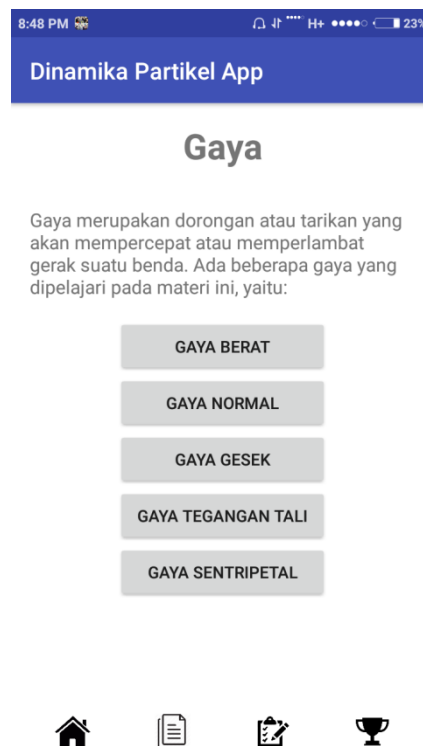 8:48 PM H+ 23%
Dinamika Partikel App
Gaya
Gaya merupakan dorongan atau tarikan yang
akan mempercepat atau memperlambat
gerak suatu benda. Ada beberapa gaya yang
dipelajari pada materi ini, yaitu:
GAYA BERAT
GAYA NORMAL
GAYA GESEK
GAYA TEGANGAN TALI
GAYA SENTRIPETAL